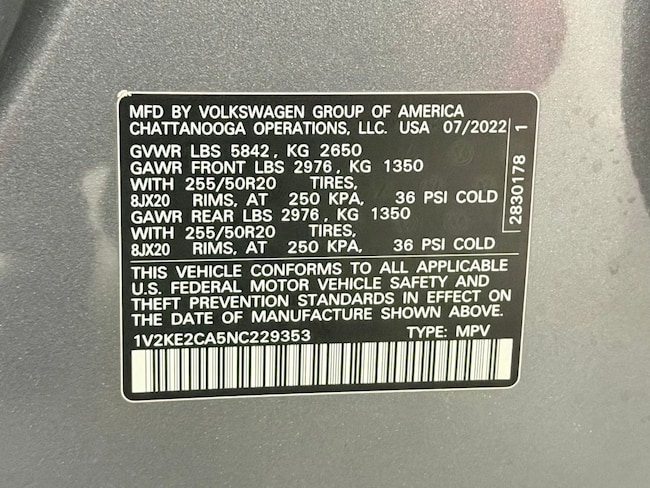 MFD BY VOLKSWAGEN GROUP OF AMERICA
CHATTANOOGA OPERATIONS, LLC. USA 07/2022
GVWR LBS 5842, KG 2650
GAWR FRONT LBS 2976, KG 1350
WITH 255/50R20 TIRES,
8JX20 RIMS, AT 250 KPA, 36 PSI COLD
GAWR REAR LBS 2976, KG 1350
WITH 255/50R20 TIRES,
8JX20 RIMS, AT 250 KPA, 36 PSI COLD
THIS VEHICLE CONFORMS TO ALL APPLICABLE
U.S. FEDERAL MOTOR VEHICLE SAFETY AND
THEFT PREVENTION STANDARDS IN EFFECT ON
THE DATE OF MANUFACTURE SHOWN ABOVE.
1V2KE2CA5NC229353 TYPE: MPV
2830178 1